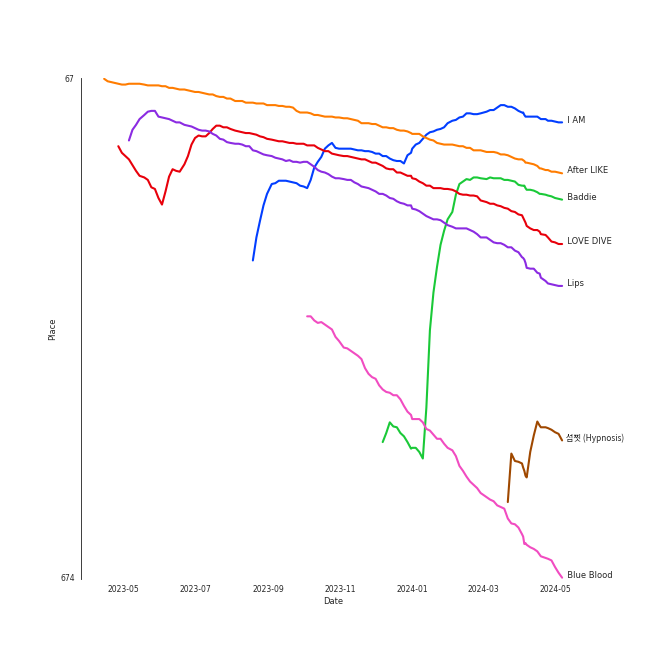 67
I AM
After LIKE
Baddie
LOVE DIVE
Lips
Place
섬찟 (Hypnosis)
Blue Blood
674
2023-05
2023-07
2023-09
2023-11
2024-01
2024-03
2024-05
Date